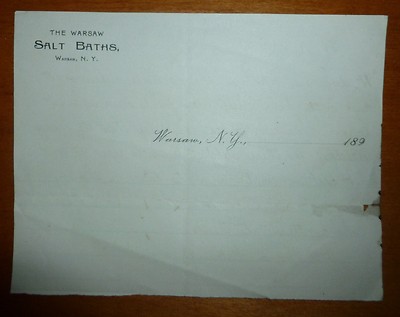 THE WARSAW
SALT BATHS,
Warsaw, N. Y.
Warsaw, N. Y., 189